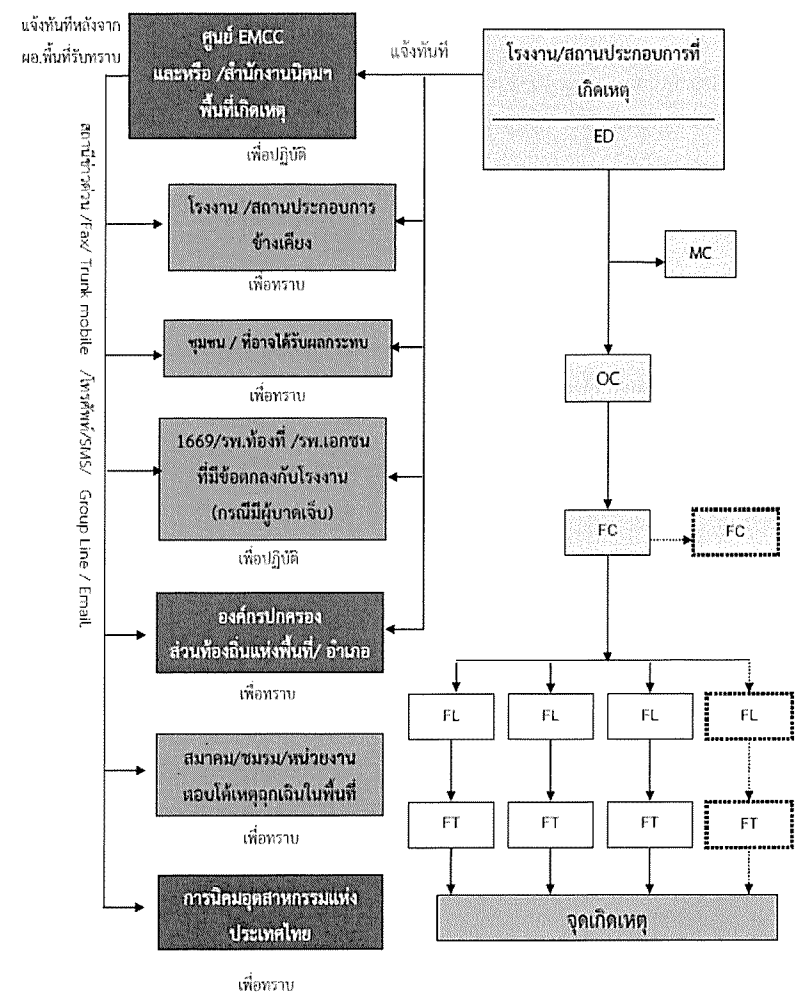 แจ้งทันทีหลังจาก
ผอ.พื้นที่รับทราบ
ศูนย์ EMCC
และหรือ /สำนักงานนิคมฯ
พื้นที่เกิดเหตุ
เพื่อปฏิบัติ
แจ้งทันที
โรงงาน/สถานประกอบการที่
เกิดเหตุ
ED
สถานีข่าวด่วน /Fax/ Trunk mobile /โทรศัพท์/SMS/ Group Line / Email
โรงงาน /สถานประกอบการ
ข้างเคียง
เพื่อทราบ
MC
ชุมชน / ที่อาจได้รับผลกระทบ
เพื่อทราบ
OC
1669/รพ.ท้องที่ /รพ.เอกชน
ที่มีข้อตกลงกับโรงงาน
(กรณีมีผู้บาดเจ็บ)
เพื่อปฏิบัติ
FC
FC
องค์กรปกครอง
ส่วนท้องถิ่นแห่งพื้นที่/ อำเภอ
เพื่อทราบ
FL
FL
FL
FL
สมาคม/ชมรม/หน่วยงาน
ตอบโต้เหตุฉุกเฉินในพื้นที่
เพื่อทราบ
FT
FT
FT
FT
การนิคมอุตสาหกรรมแห่ง
ประเทศไทย
เพื่อทราบ
จุดเกิดเหตุ